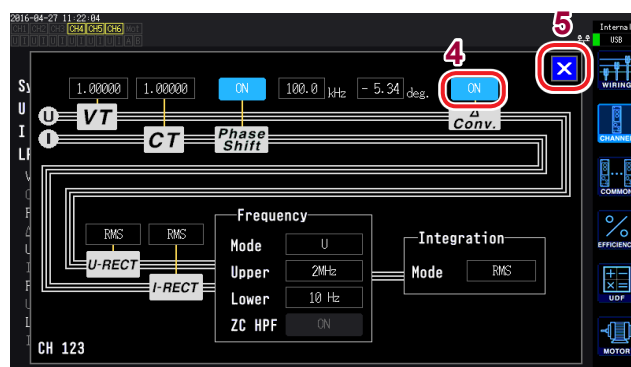 2016-04-27 11:22:04
CH1 CH2 CH3 CH4 CH5 CH6 Mot
U I U I U I U I U I U I A B
4
5
Internal
USB
1.00000 1.00000 ON 100.0 kHz - 5.34 deg. ON
U VT CT Phase Shift Δ Conv.
I
WIRING
CHANNEL
COMMON
EFFICIENC
UDF
MOTOR
RMS RMS
U-RECT
I-RECT
Frequency
Mode U
Upper 2MHz
Lower 10 Hz
ZC HPF ON
Integration
Mode RMS
CH 123